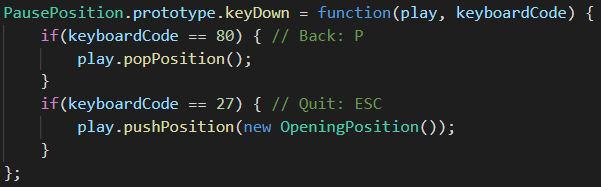 PausePosition.prototype.keyDown = function(play, keyboardCode) {
    if(keyboardCode == 80) { // Back: P
        play.popPosition();
    }
    if(keyboardCode == 27) { // Quit: ESC
        play.pushPosition(new OpeningPosition());
    }
};